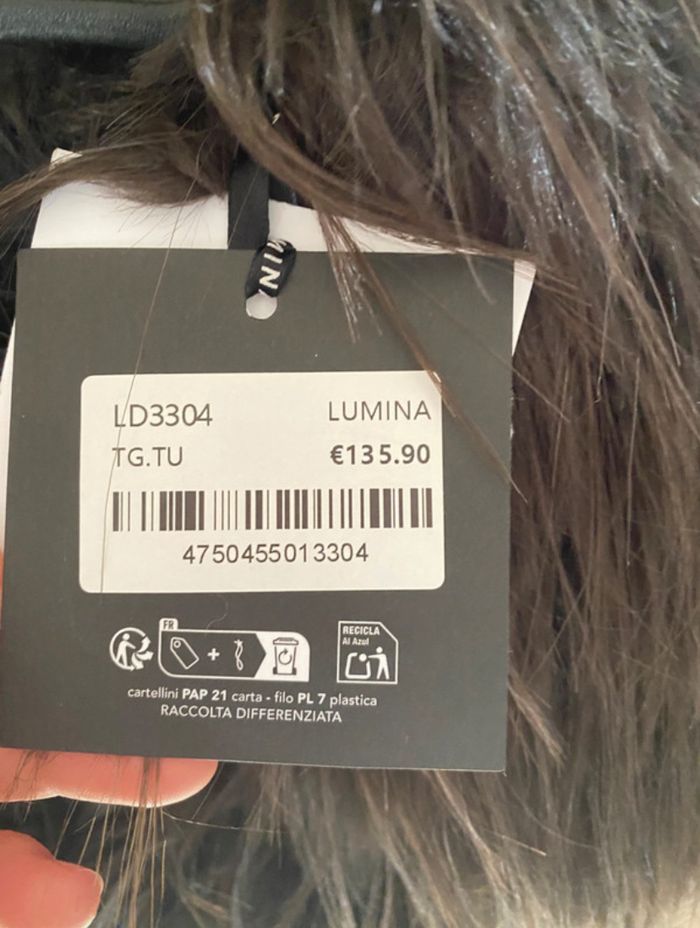 MINA
LD3304 LUMINA
TG.TU €135.90
4750455013304
FR
+
RECICLA
Al Azul
cartellini PAP 21 carta - filo PL 7 plastica
RACCOLTA DIFFERENZIATA